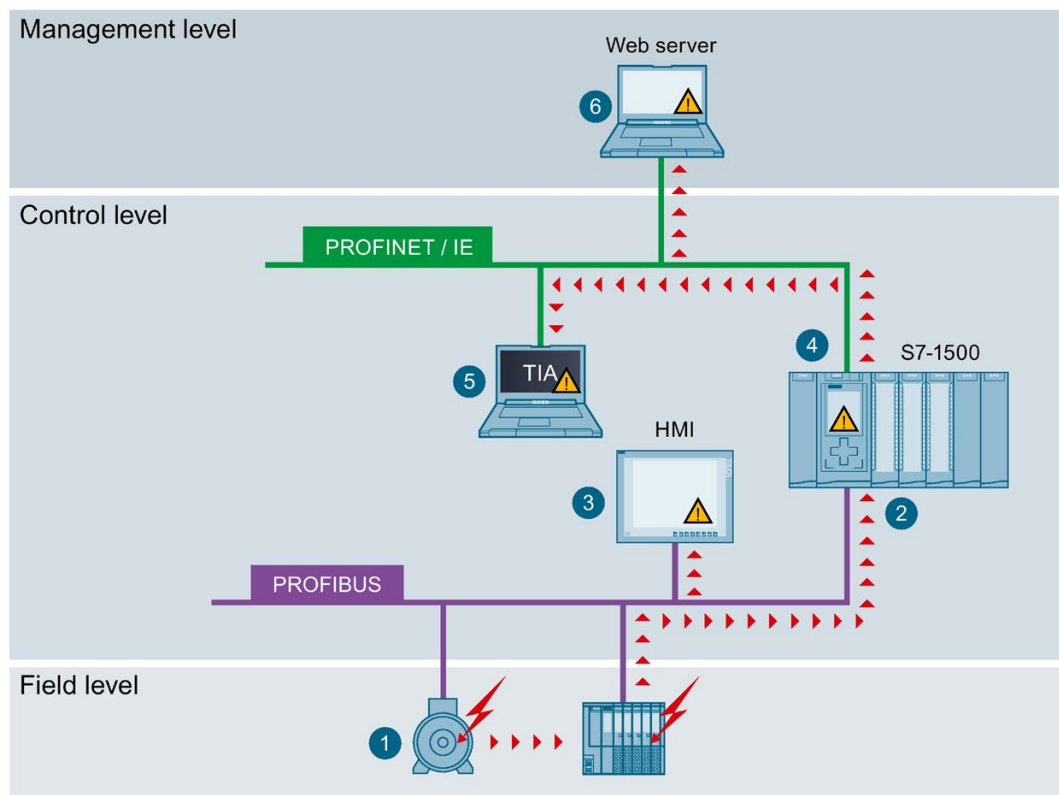 Management level
Web server
6
Control level
PROFINET / IE
4
S7-1500
5
TIA
HMI
3
2
PROFIBUS
Field level
1